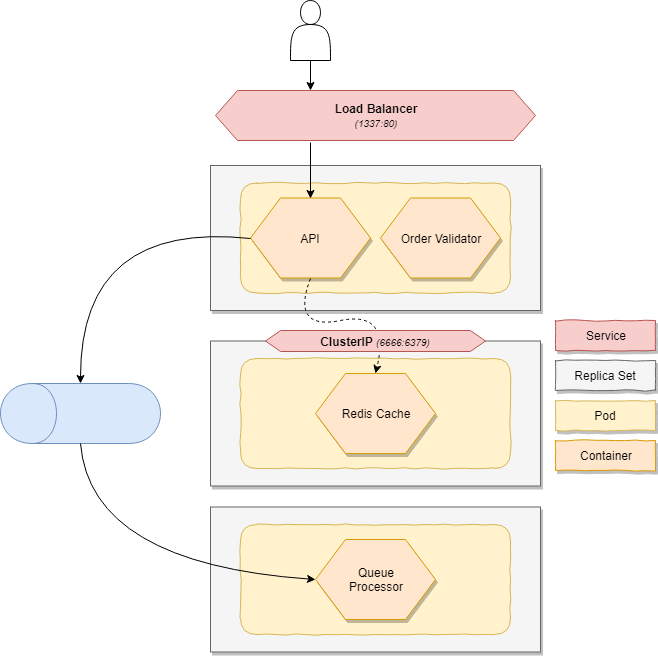 Load Balancer
(1337:80)
API
Order Validator
ClusterIP (6666:6379)
Redis Cache
Queue
Processor
Service
Replica Set
Pod
Container